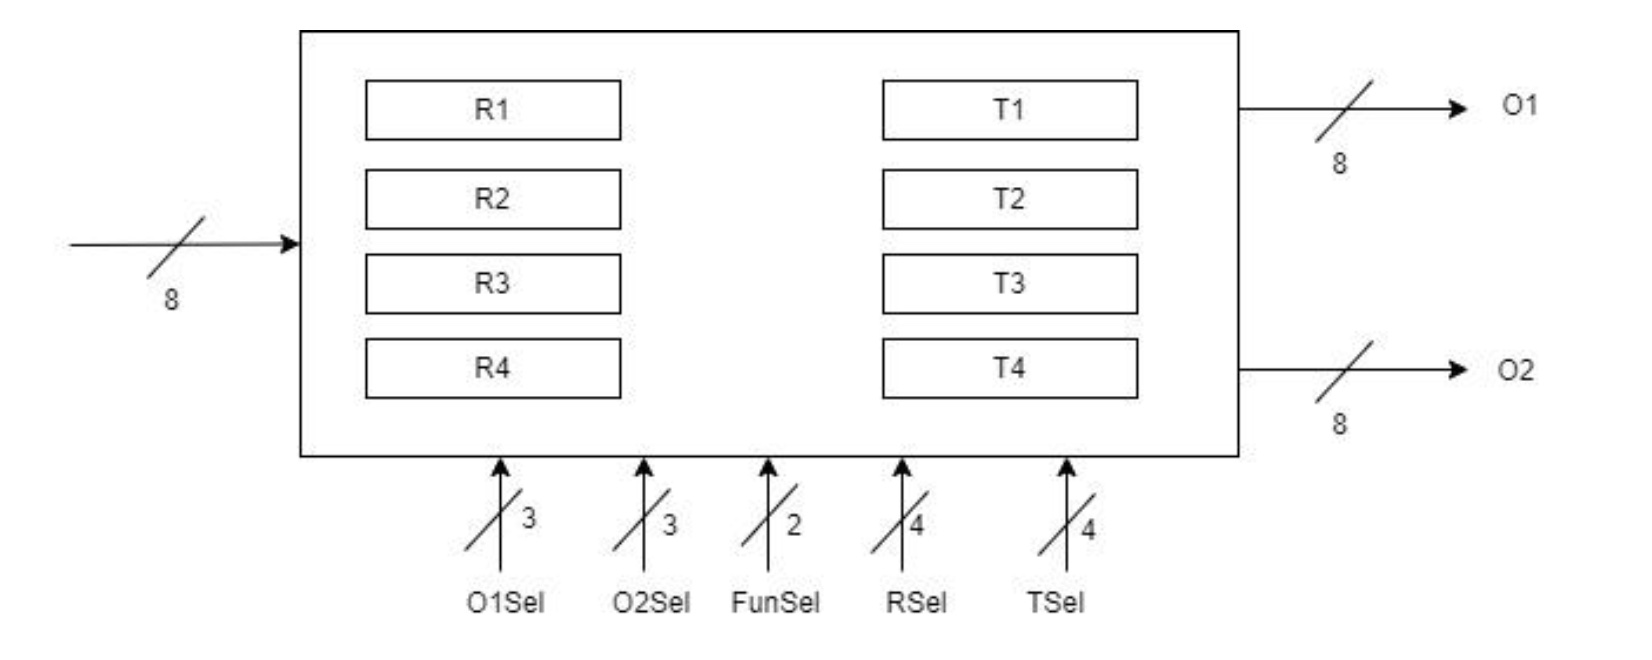 R1
T1
O1
8
R2
T2
8
R3
T3
R4
T4
O2
8
3
3
2
4
4
O1Sel
O2Sel
FunSel
RSel
TSel